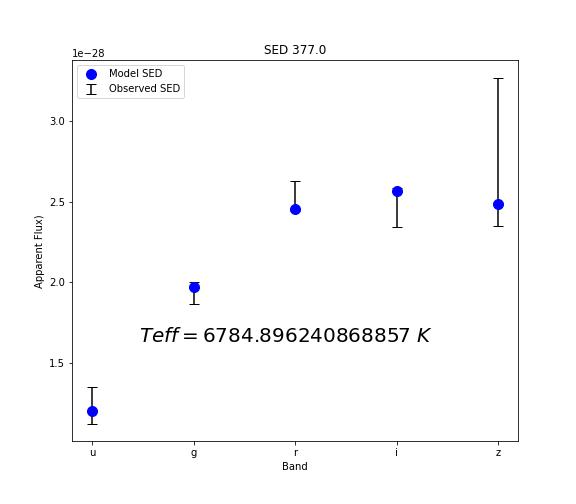 SED 377.0
1e−28
Model SED
Observed SED
3.0
2.5
2.0
1.5
Apparent Flux)
Teff = 6784.896240868857 K
u g r i z
Band